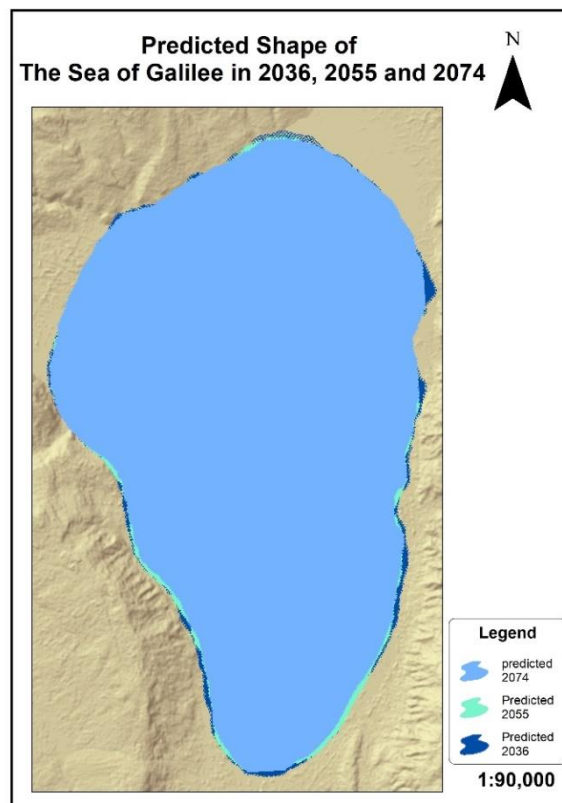 Predicted Shape of
The Sea of Galilee in 2036, 2055 and 2074
N
Legend
predicted
2074
Predicted
2055
Predicted
2036
1:90,000